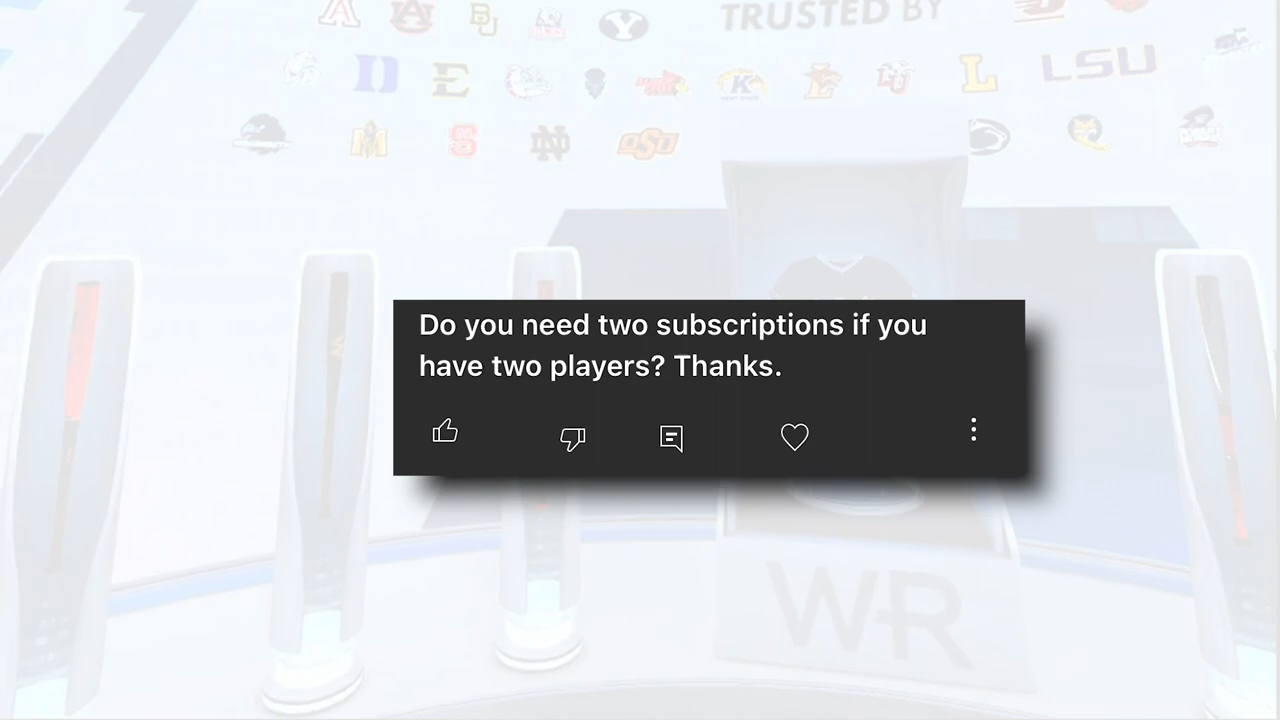 TRUSTED BY
LSU
Do you need two subscriptions if you
have two players? Thanks.
WR